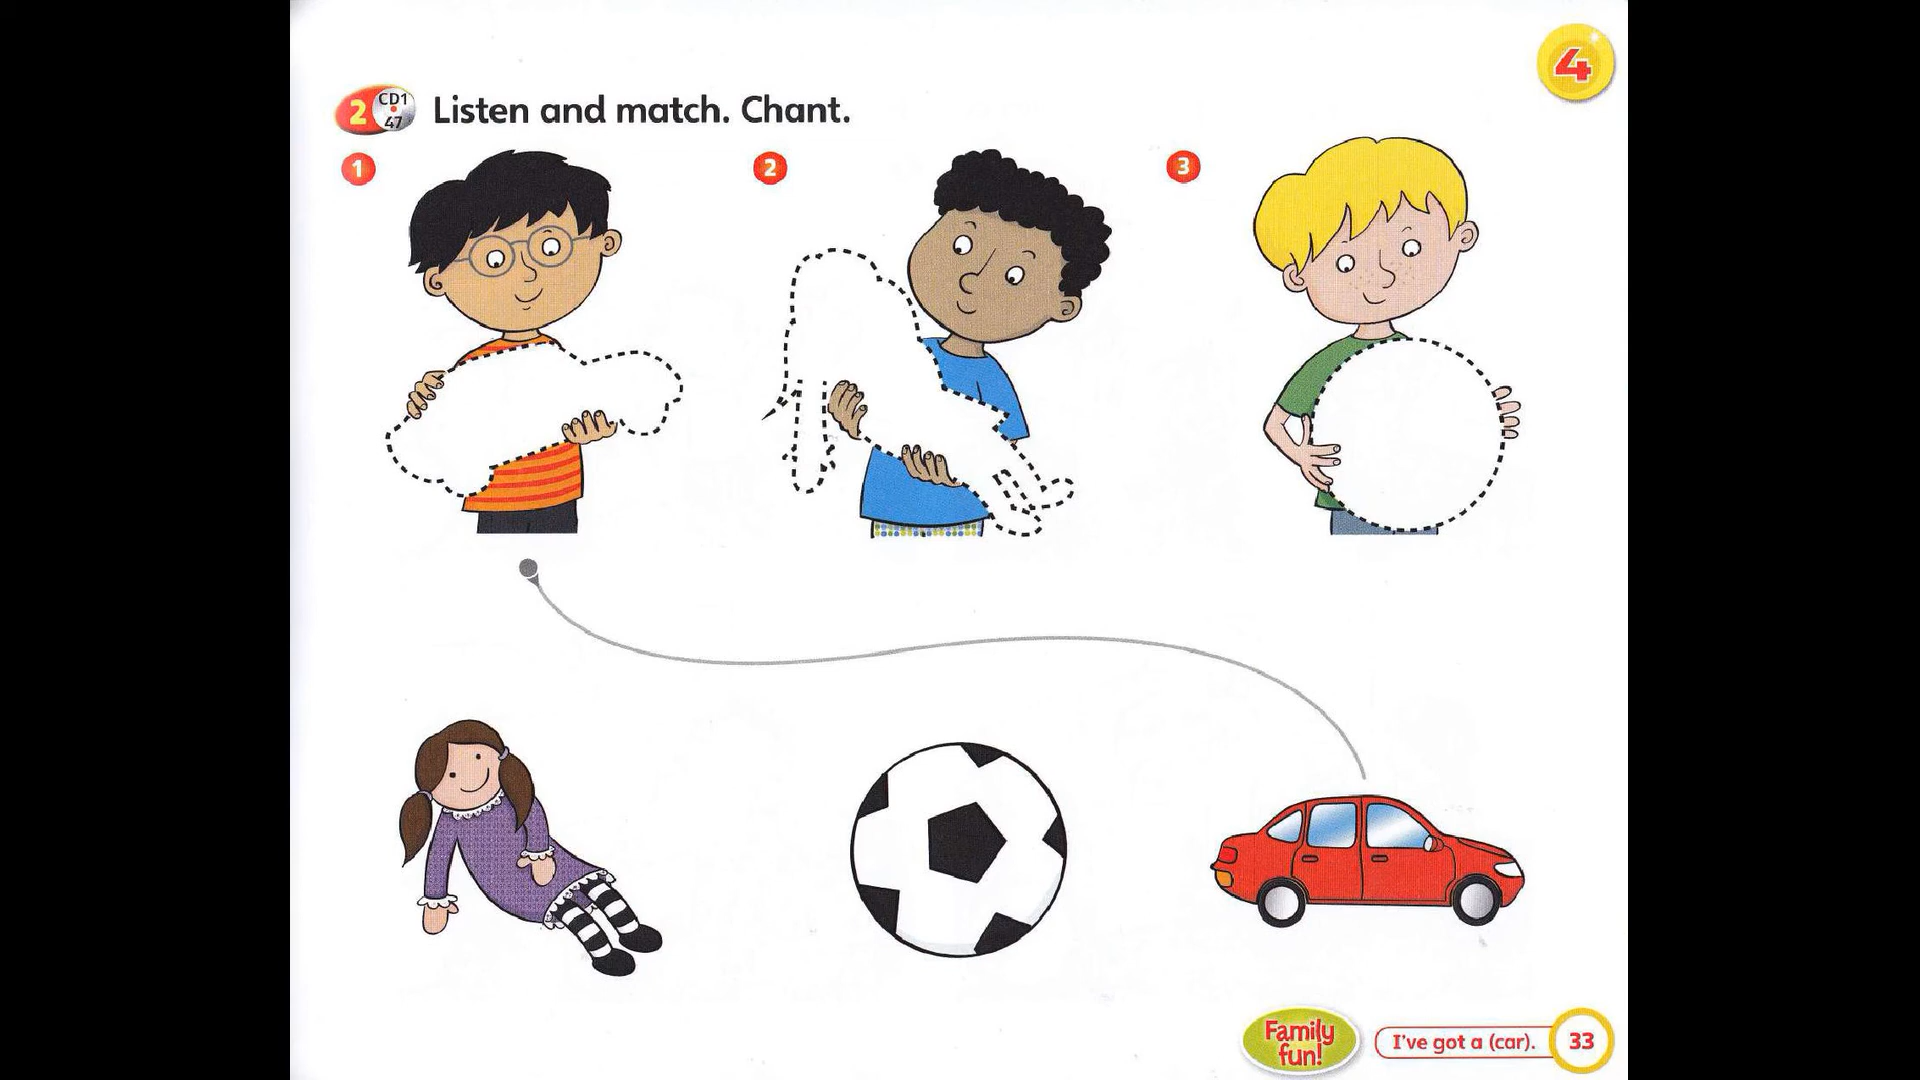 4
2 CD1 47 Listen and match. Chant.
1
2
3
Family fun!
I've got a (car).
33